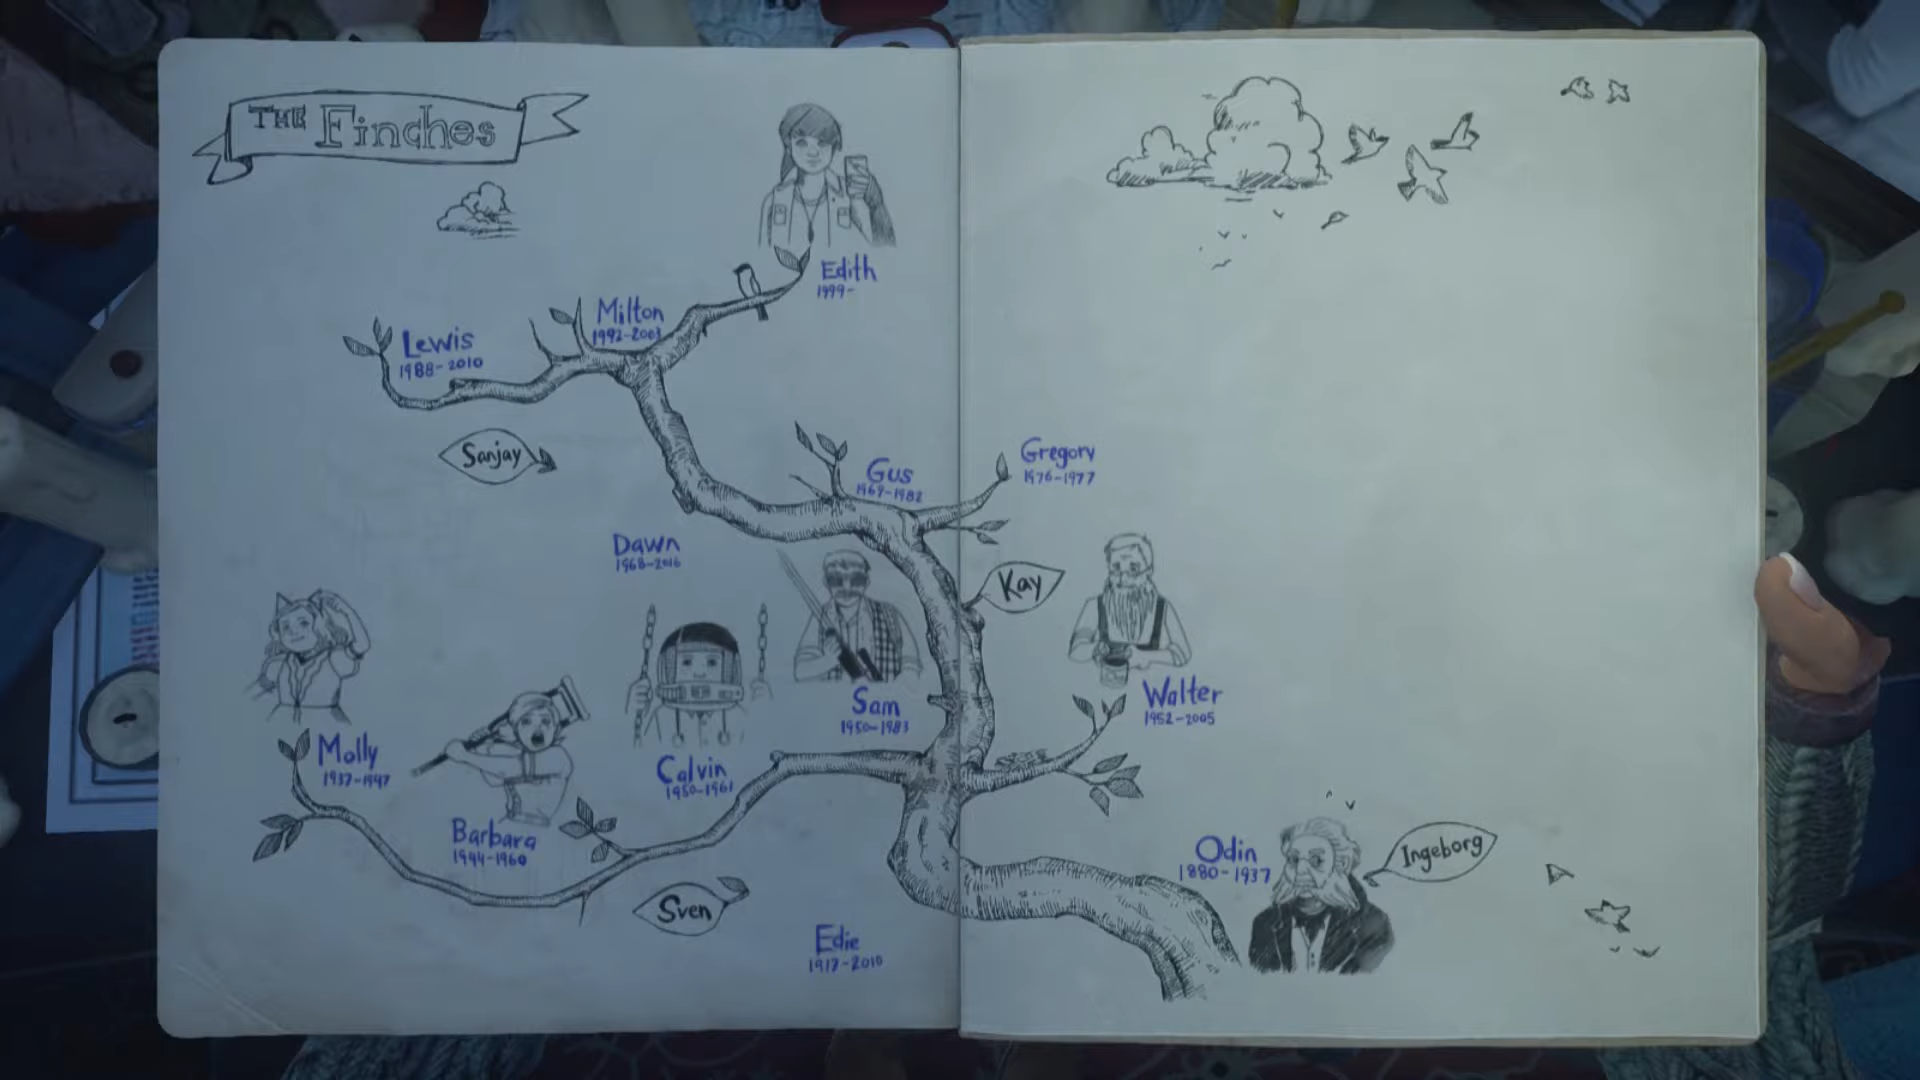 THE Finches
Edith
1999-
Milton
1992-2003
Lewis
1988-2010
Sanjay
Gus
1969-1982
Gregory
1976-1977
Dawn
1968-2016
Kay
Sam
1950-1983
Walter
1952-2005
Molly
1937-1947
Calvin
1950-1961
Barbara
1944-1960
Sven
Odin
1880-1937
Ingeborg
Edie
1917-2010